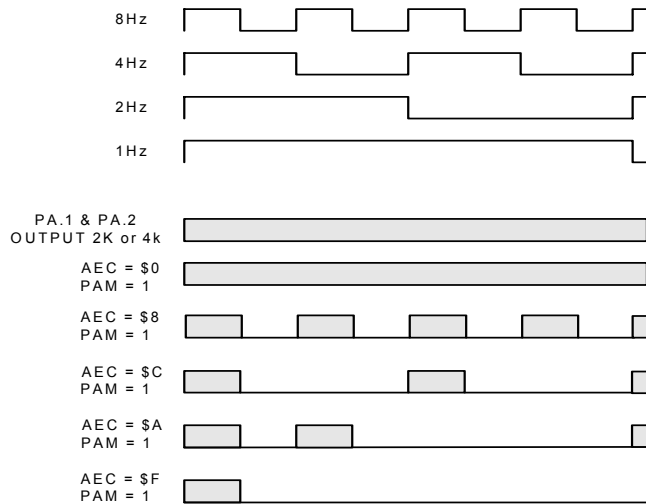 8Hz
4Hz
2Hz
1Hz
PA.1 & PA.2
OUTPUT 2K or 4k
AEC = $0
PAM = 1
AEC = $8
PAM = 1
AEC = $C
PAM = 1
AEC = $A
PAM = 1
AEC = $F
PAM = 1